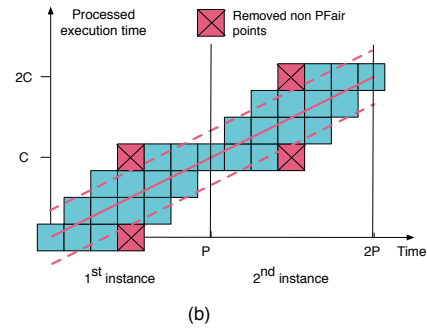 Processed
execution time
Removed non PFair
points
2C
C
P
2P
Time
1st instance
2nd instance
(b)